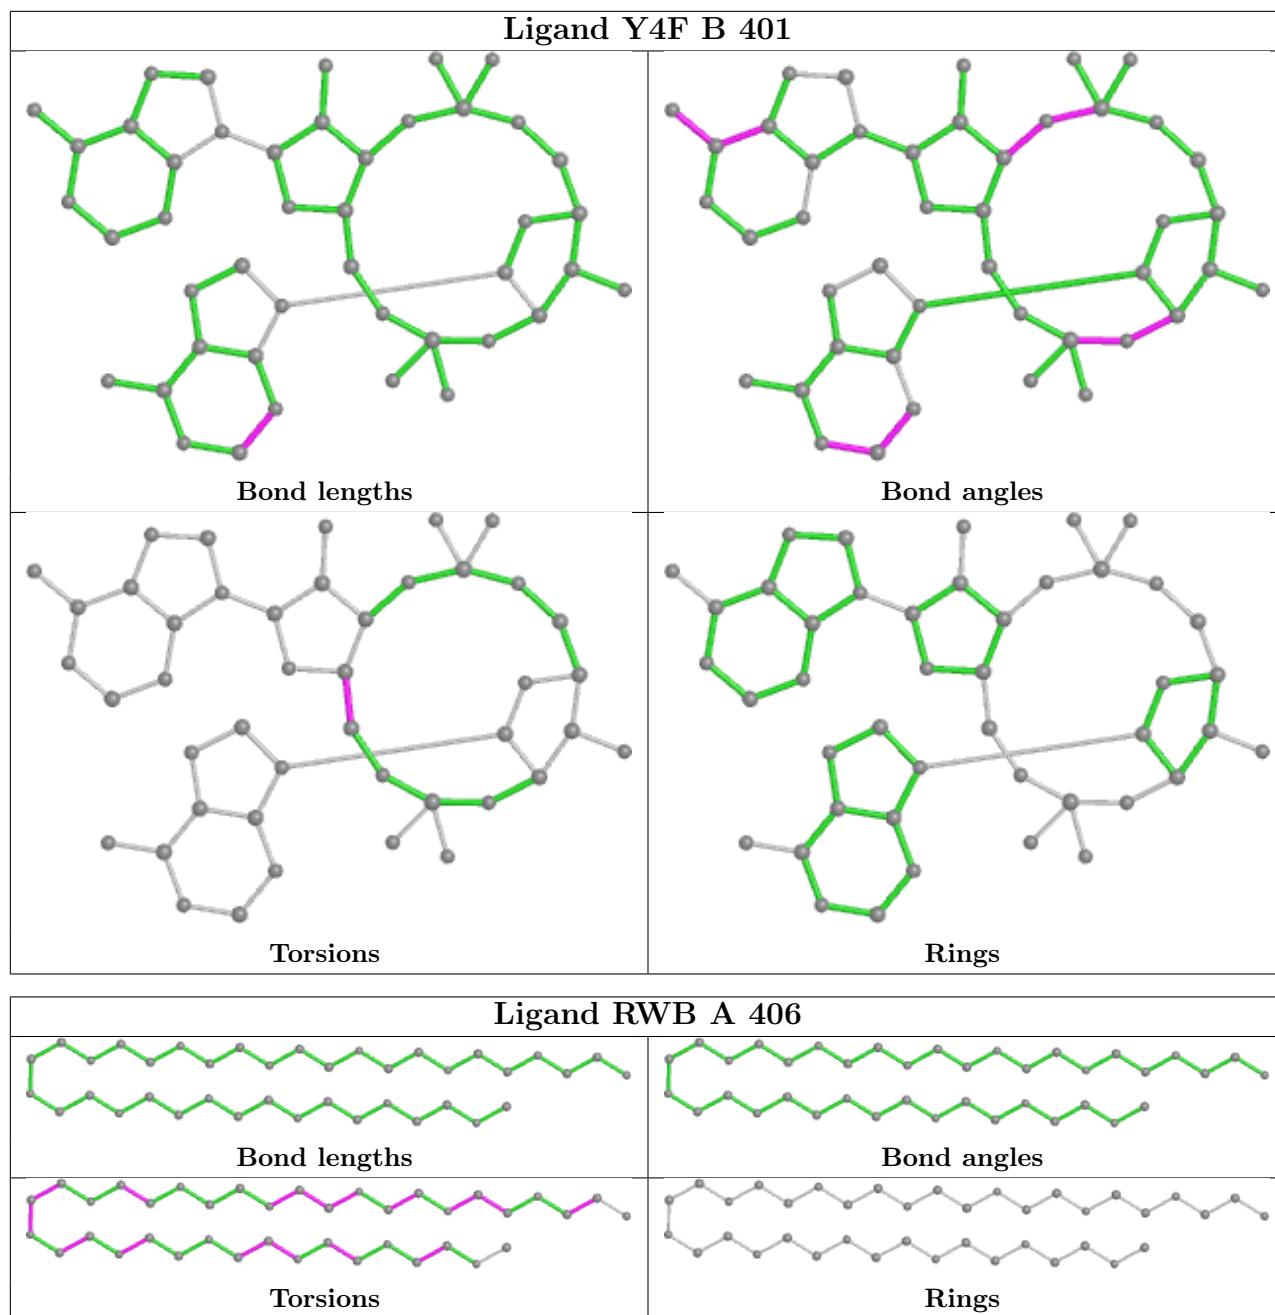 Ligand Y4F B 401
Bond lengths
Bond angles
Torsions
Rings
Ligand RWB A 406
Bond lengths
Bond angles
Torsions
Rings